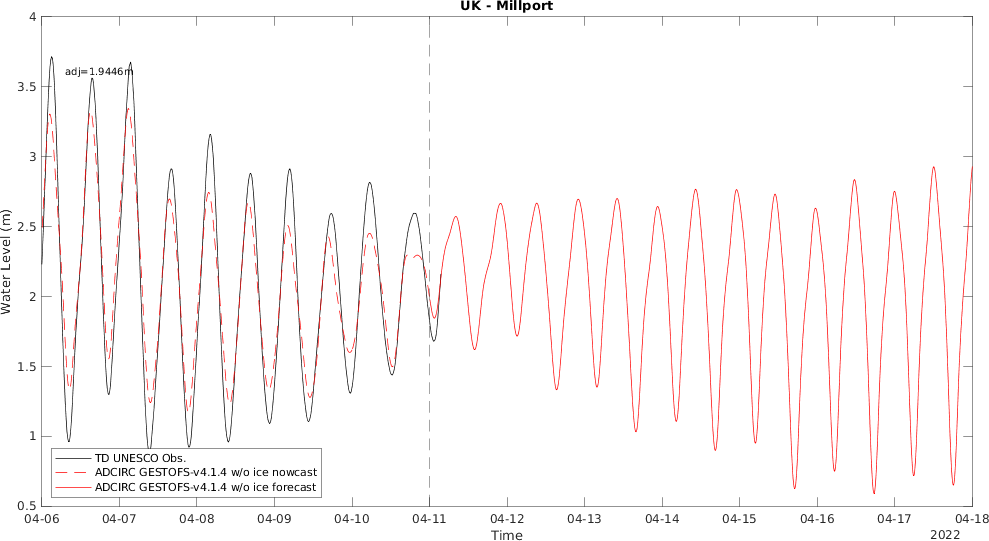 UK - Millport
4
3.5
3
2.5
2
1.5
1
0.5
Water Level (m)
adj=1.9446m
TD UNESCO Obs.
ADCIRC GESTOFS-v4.1.4 w/o ice nowcast
ADCIRC GESTOFS-v4.1.4 w/o ice forecast
04-06 04-07 04-08 04-09 04-10 04-11 04-12 04-13 04-14 04-15 04-16 04-17 04-18
Time
2022